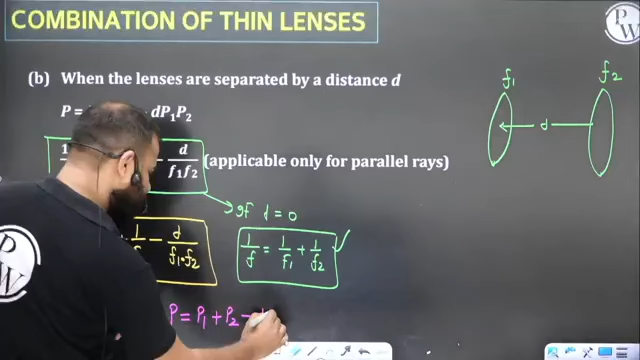 COMBINATION OF THIN LENSES
PW
(b) When the lenses are separated by a distance d
P = dP₁P₂
1 − d/f₁f₂ (applicable only for parallel rays)
f₁ f₂
d
If d = 0
1/f = 1/f₁ + 1/f₂
1/f − d/f₁·f₂
P = P₁ + P₂ −